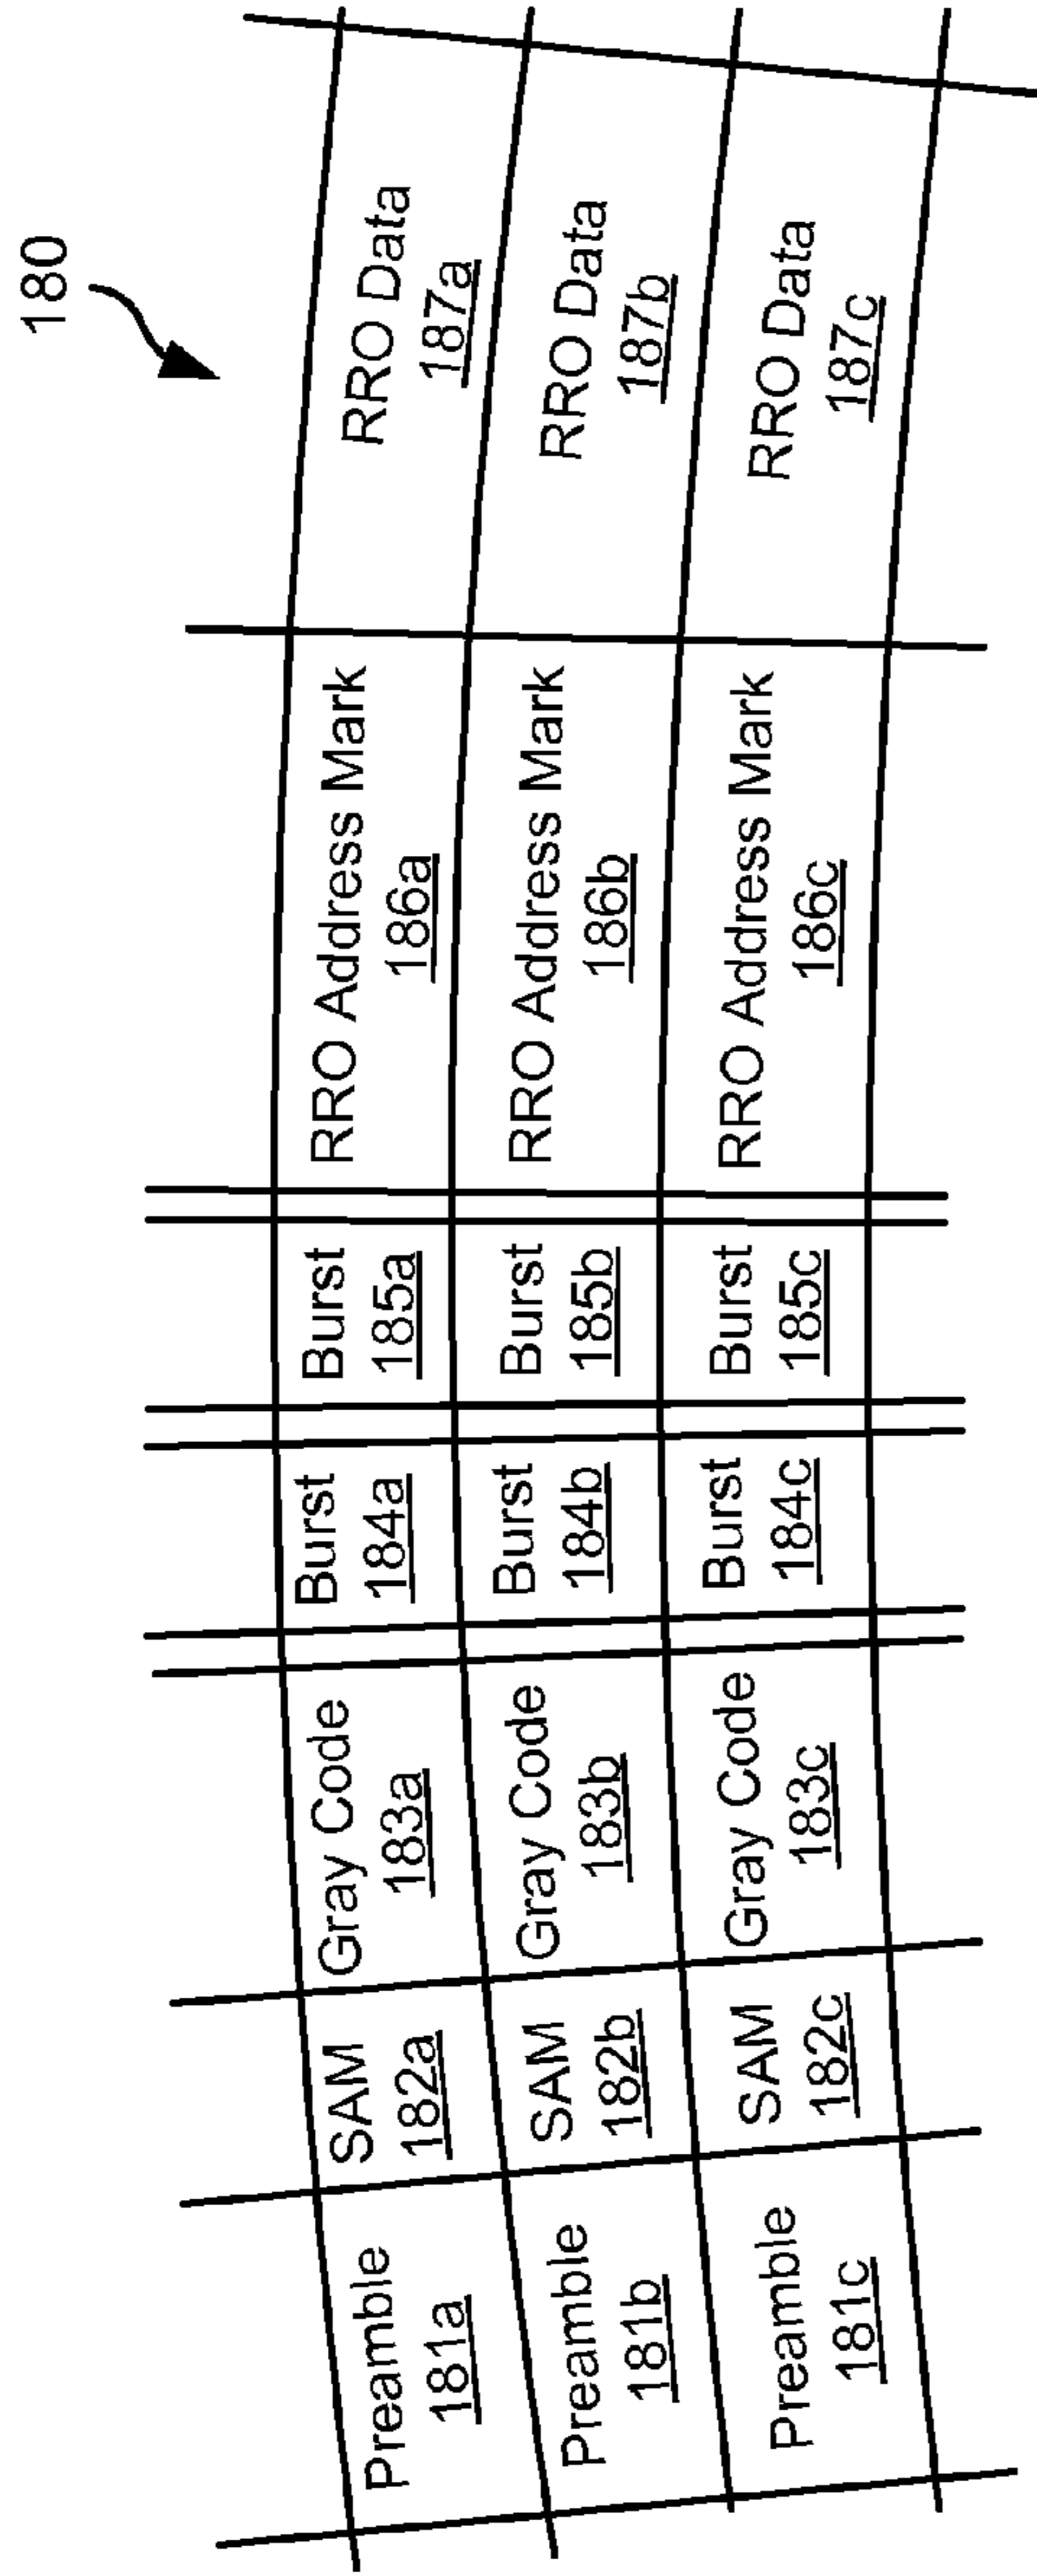 180
Preamble
181a
SAM
182a
Gray Code
183a
Burst
184a
Burst
185a
RRO Address Mark
186a
RRO Data
187a
Preamble
181b
SAM
182b
Gray Code
183b
Burst
184b
Burst
185b
RRO Address Mark
186b
RRO Data
187b
Preamble
181c
SAM
182c
Gray Code
183c
Burst
184c
Burst
185c
RRO Address Mark
186c
RRO Data
187c